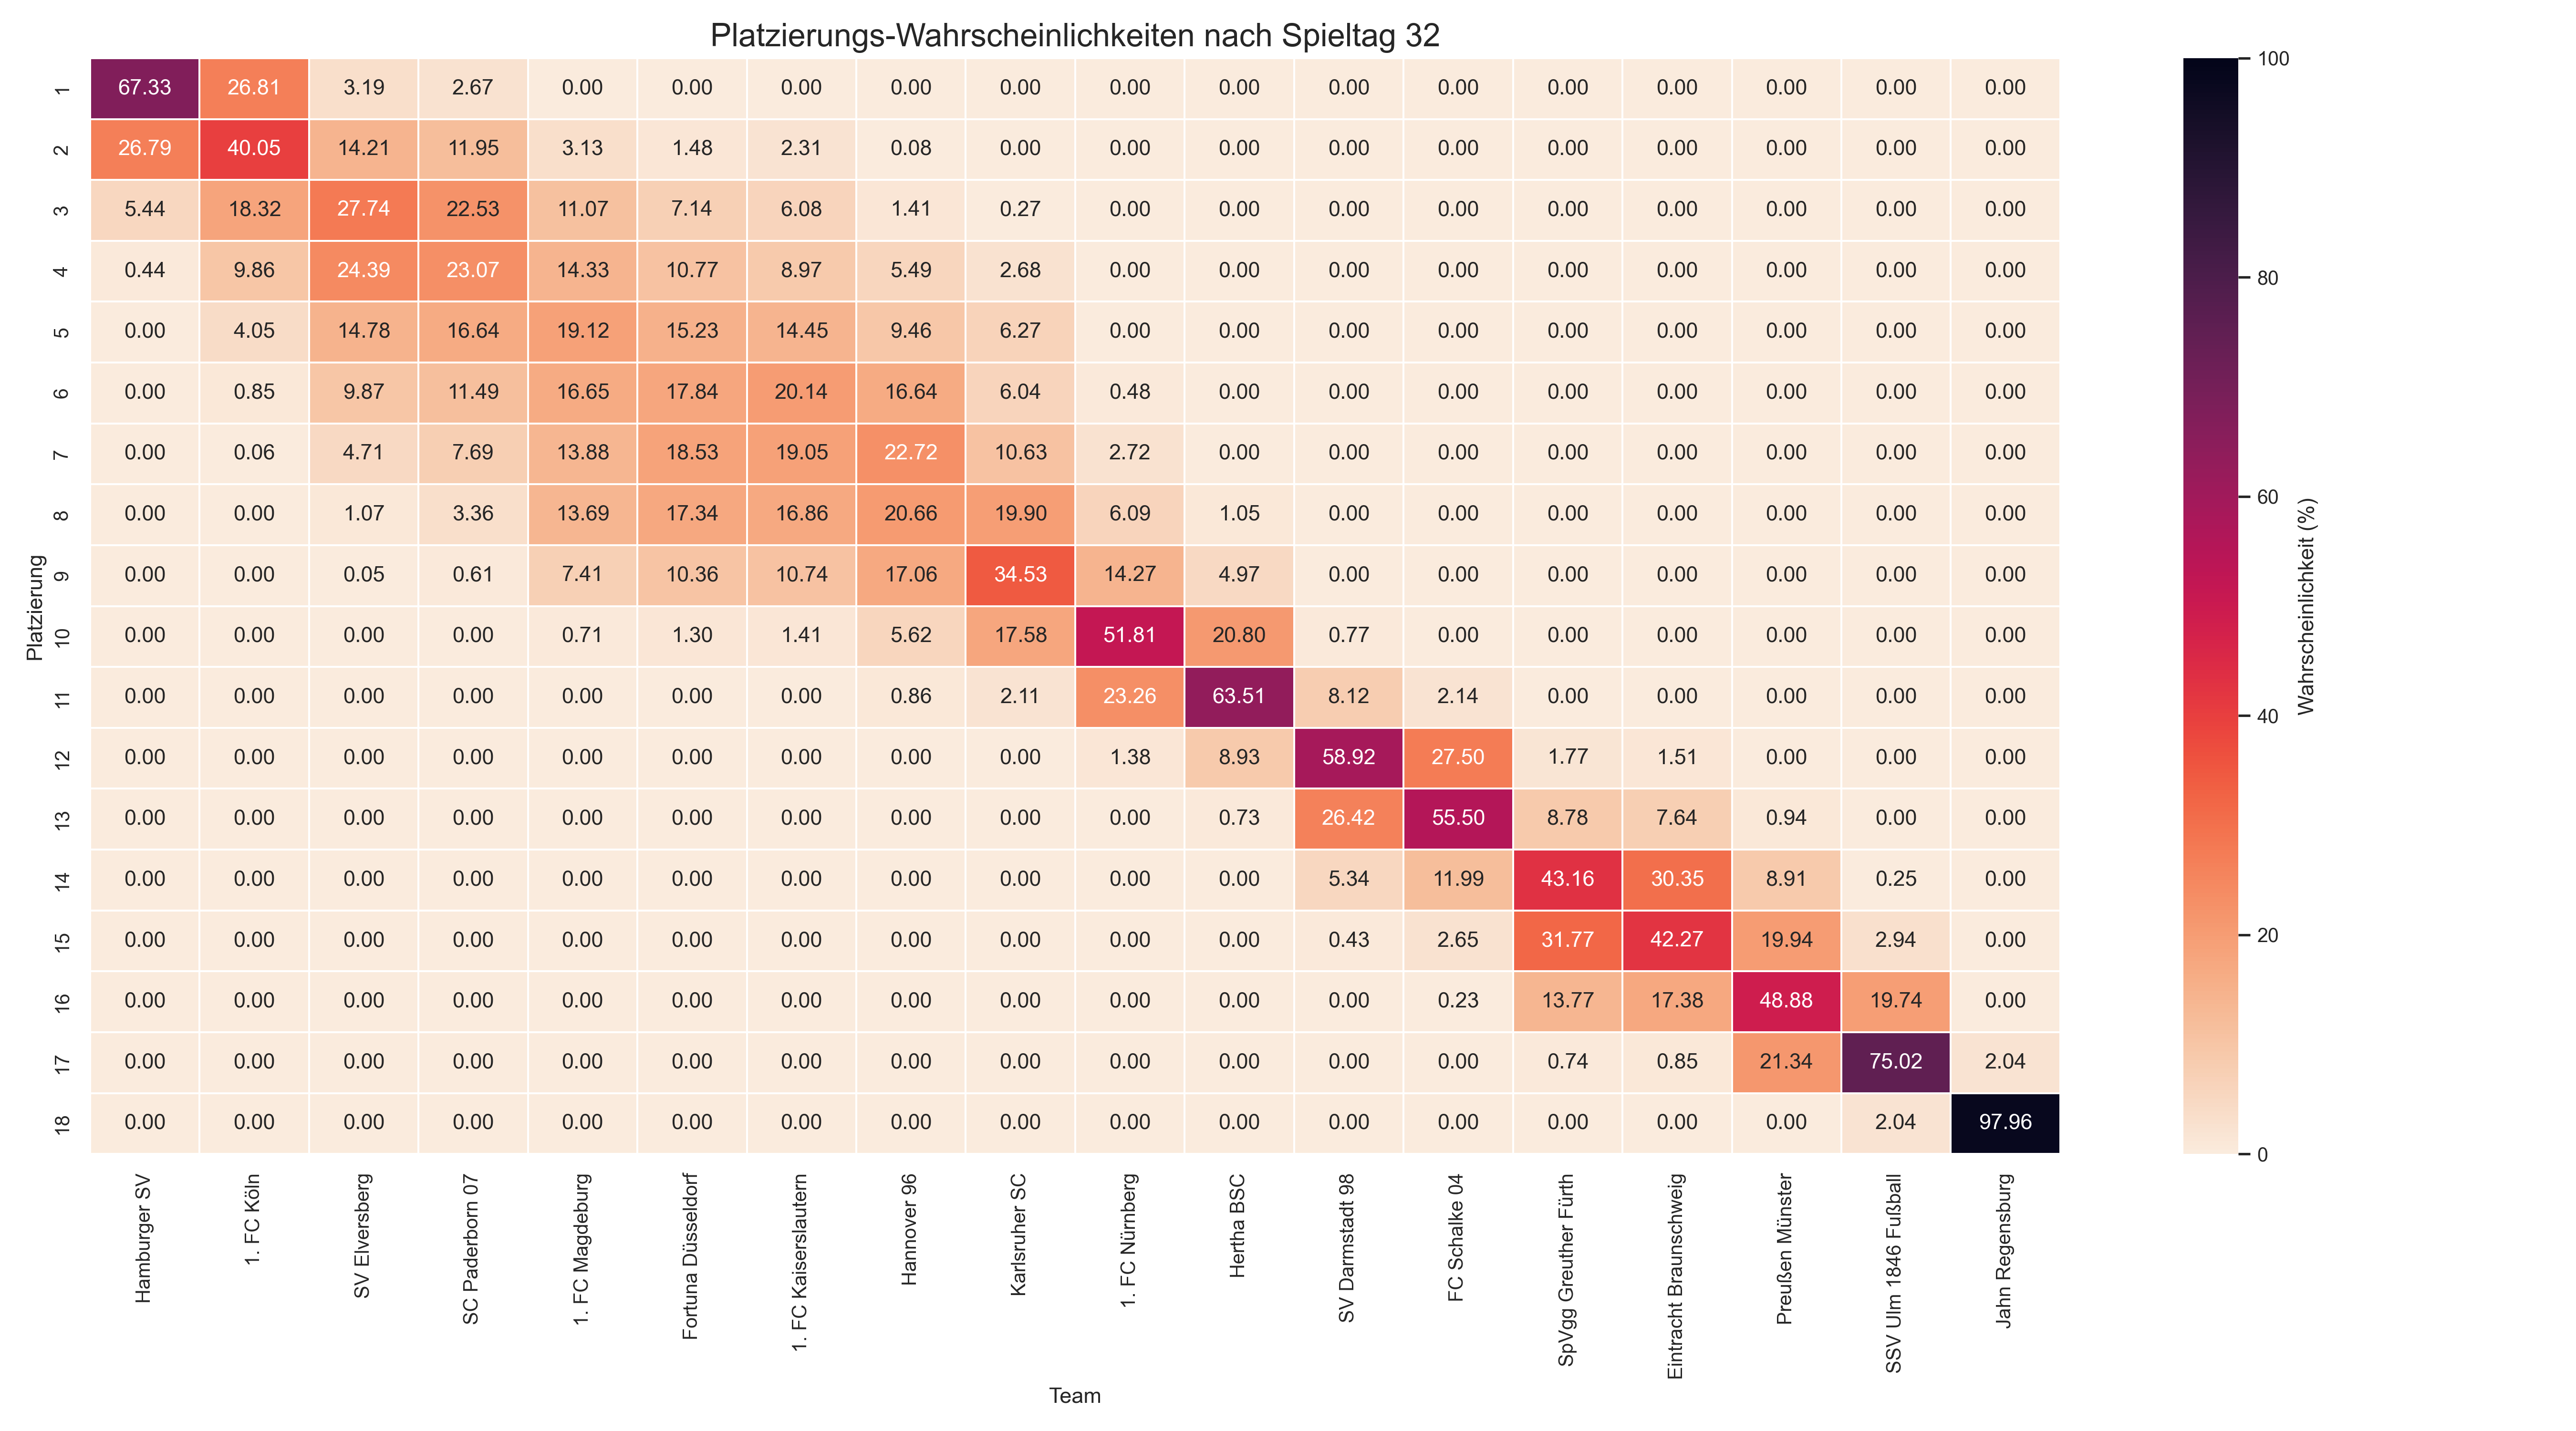 Platzierungs-Wahrscheinlichkeiten nach Spieltag 32
Platzierung
1 67.33 26.81 3.19 2.67 0.00 0.00 0.00 0.00 0.00 0.00 0.00 0.00 0.00 0.00 0.00 0.00 0.00 0.00
2 26.79 40.05 14.21 11.95 3.13 1.48 2.31 0.08 0.00 0.00 0.00 0.00 0.00 0.00 0.00 0.00 0.00 0.00
3 5.44 18.32 27.74 22.53 11.07 7.14 6.08 1.41 0.27 0.00 0.00 0.00 0.00 0.00 0.00 0.00 0.00 0.00
4 0.44 9.86 24.39 23.07 14.33 10.77 8.97 5.49 2.68 0.00 0.00 0.00 0.00 0.00 0.00 0.00 0.00 0.00
5 0.00 4.05 14.78 16.64 19.12 15.23 14.45 9.46 6.27 0.00 0.00 0.00 0.00 0.00 0.00 0.00 0.00 0.00
6 0.00 0.85 9.87 11.49 16.65 17.84 20.14 16.64 6.04 0.48 0.00 0.00 0.00 0.00 0.00 0.00 0.00 0.00
7 0.00 0.06 4.71 7.69 13.88 18.53 19.05 22.72 10.63 2.72 0.00 0.00 0.00 0.00 0.00 0.00 0.00 0.00
8 0.00 0.00 1.07 3.36 13.69 17.34 16.86 20.66 19.90 6.09 1.05 0.00 0.00 0.00 0.00 0.00 0.00 0.00
9 0.00 0.00 0.05 0.61 7.41 10.36 10.74 17.06 34.53 14.27 4.97 0.00 0.00 0.00 0.00 0.00 0.00 0.00
10 0.00 0.00 0.00 0.00 0.71 1.30 1.41 5.62 17.58 51.81 20.80 0.77 0.00 0.00 0.00 0.00 0.00 0.00
11 0.00 0.00 0.00 0.00 0.00 0.00 0.00 0.86 2.11 23.26 63.51 8.12 2.14 0.00 0.00 0.00 0.00 0.00
12 0.00 0.00 0.00 0.00 0.00 0.00 0.00 0.00 0.00 1.38 8.93 58.92 27.50 1.77 1.51 0.00 0.00 0.00
13 0.00 0.00 0.00 0.00 0.00 0.00 0.00 0.00 0.00 0.00 0.73 26.42 55.50 8.78 7.64 0.94 0.00 0.00
14 0.00 0.00 0.00 0.00 0.00 0.00 0.00 0.00 0.00 0.00 0.00 5.34 11.99 43.16 30.35 8.91 0.25 0.00
15 0.00 0.00 0.00 0.00 0.00 0.00 0.00 0.00 0.00 0.00 0.00 0.43 2.65 31.77 42.27 19.94 2.94 0.00
16 0.00 0.00 0.00 0.00 0.00 0.00 0.00 0.00 0.00 0.00 0.00 0.00 0.23 13.77 17.38 48.88 19.74 0.00
17 0.00 0.00 0.00 0.00 0.00 0.00 0.00 0.00 0.00 0.00 0.00 0.00 0.00 0.74 0.85 21.34 75.02 2.04
18 0.00 0.00 0.00 0.00 0.00 0.00 0.00 0.00 0.00 0.00 0.00 0.00 0.00 0.00 0.00 0.00 2.04 97.96
Hamburger SV
1. FC Köln
SV Elversberg
SC Paderborn 07
1. FC Magdeburg
Fortuna Düsseldorf
1. FC Kaiserslautern
Hannover 96
Karlsruher SC
1. FC Nürnberg
Hertha BSC
SV Darmstadt 98
FC Schalke 04
SpVgg Greuther Fürth
Eintracht Braunschweig
Preußen Münster
SSV Ulm 1846 Fußball
Jahn Regensburg
Team
100
80
60
40
20
0
Wahrscheinlichkeit (%)